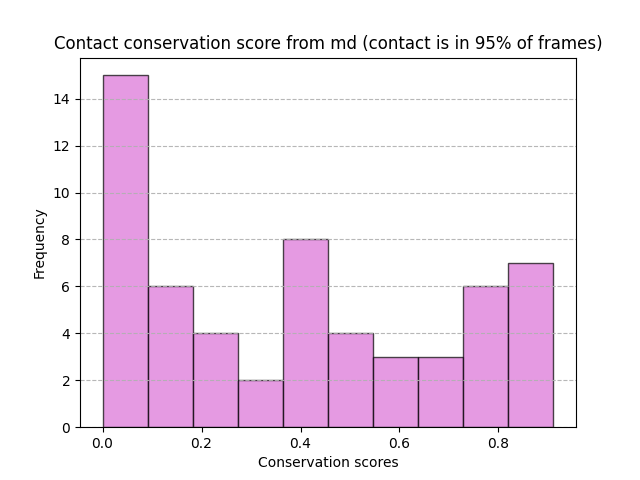 Contact conservation score from md (contact is in 95% of frames)
14
12
10
8
6
4
2
0
Frequency
0.0 0.2 0.4 0.6 0.8
Conservation scores